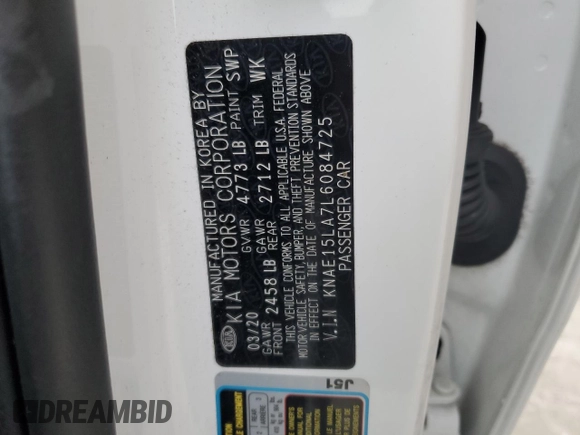 MANUFACTURED IN KOREA BY
KIA MOTORS CORPORATION
03/20 GVWR 4773 LB PAINT SWP
GAWR FRONT 2458 LB GAWR REAR 2712 LB TRIM WK
THIS VEHICLE CONFORMS TO ALL APPLICABLE U.S.A. FEDERAL
MOTOR VEHICLE SAFETY, BUMPER, AND THEFT PREVENTION STANDARDS
IN EFFECT ON THE DATE OF MANUFACTURE SHOWN ABOVE
V.I.N KNAE15LA7L6084725
PASSENGER CAR
KIA
J51
DREAMBID